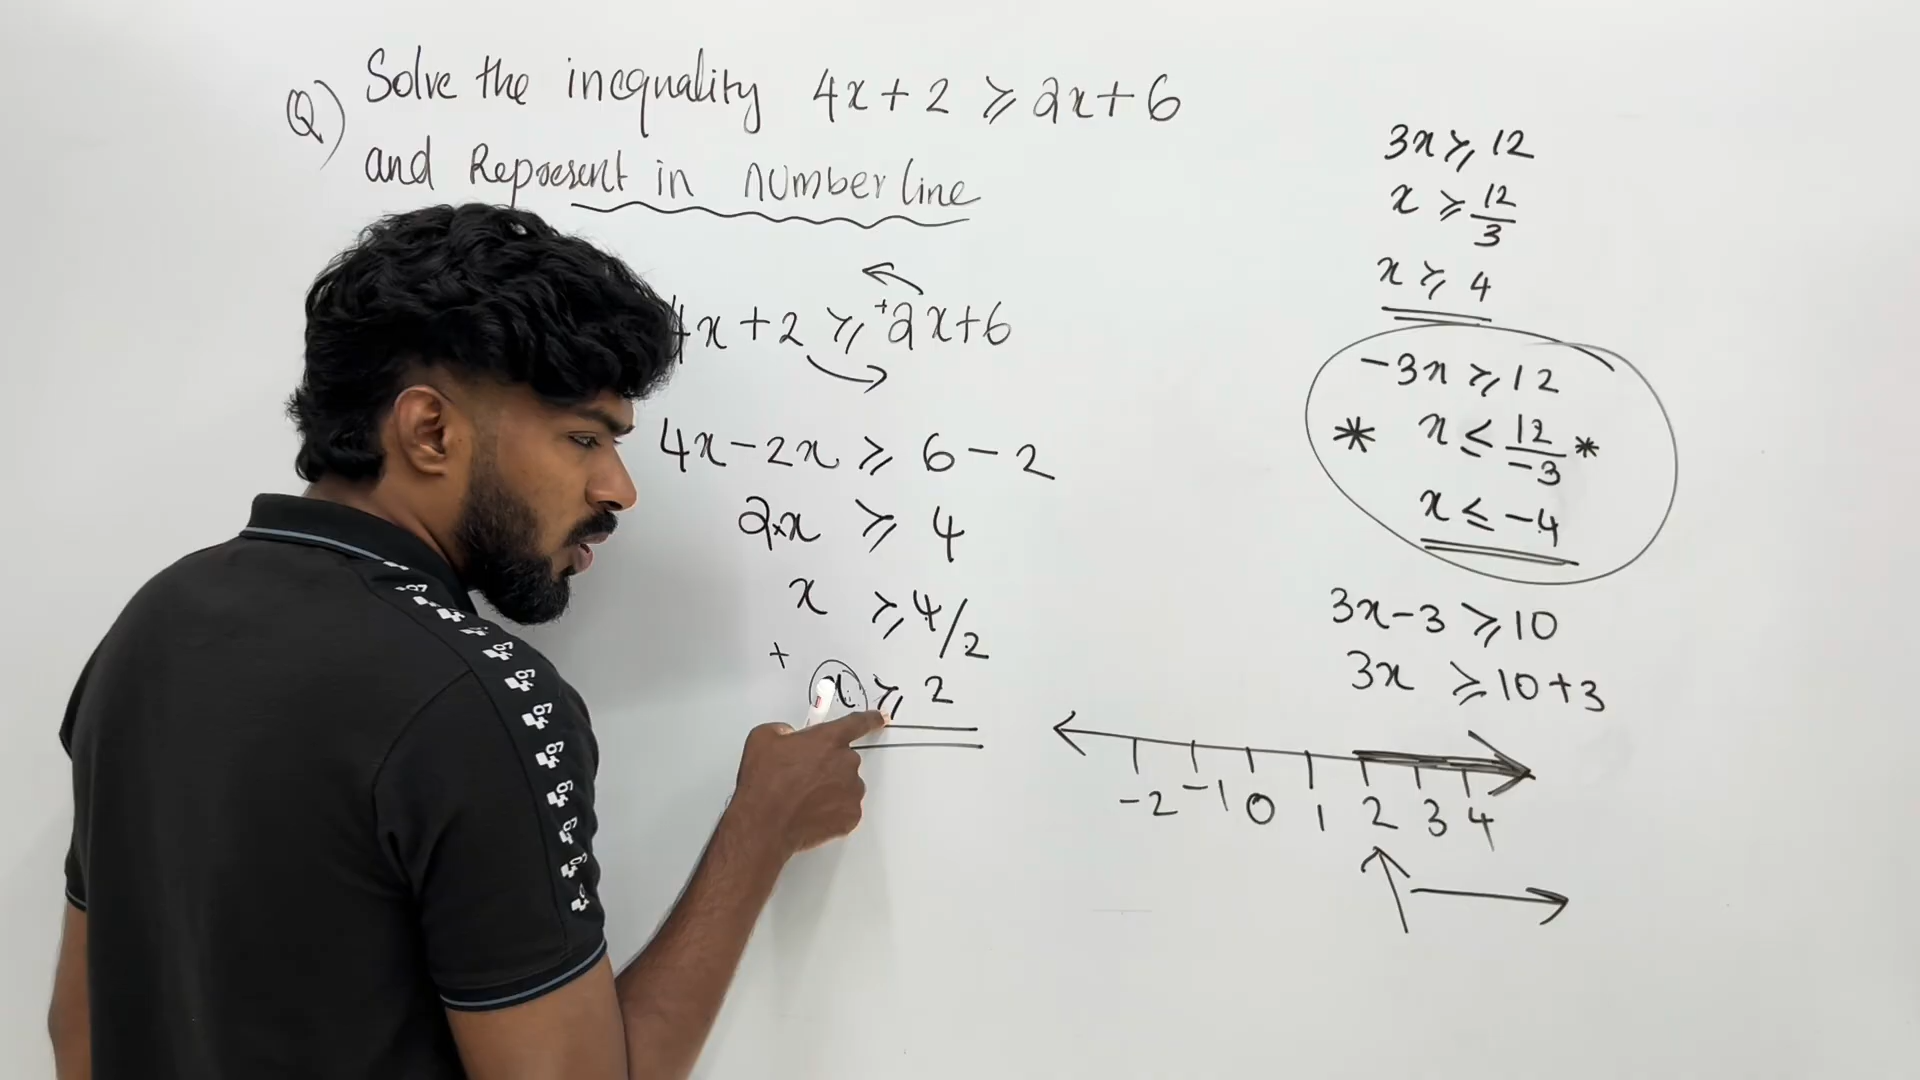 Q) Solve the inequality 4x + 2 ⩾ 2x + 6
and Represent in number line
4x + 2 ⩾ +2x + 6
4x - 2x ⩾ 6 - 2
2x ⩾ 4
x ⩾ 4/2
+
x ⩾ 2
3x ⩾ 12
x ⩾ 12/3
x ⩾ 4
-3x ⩾ 12
* x ≤ 12/-3 *
x ≤ -4
3x - 3 ⩾ 10
3x ⩾ 10 + 3
-2 -1 0 1 2 3 4